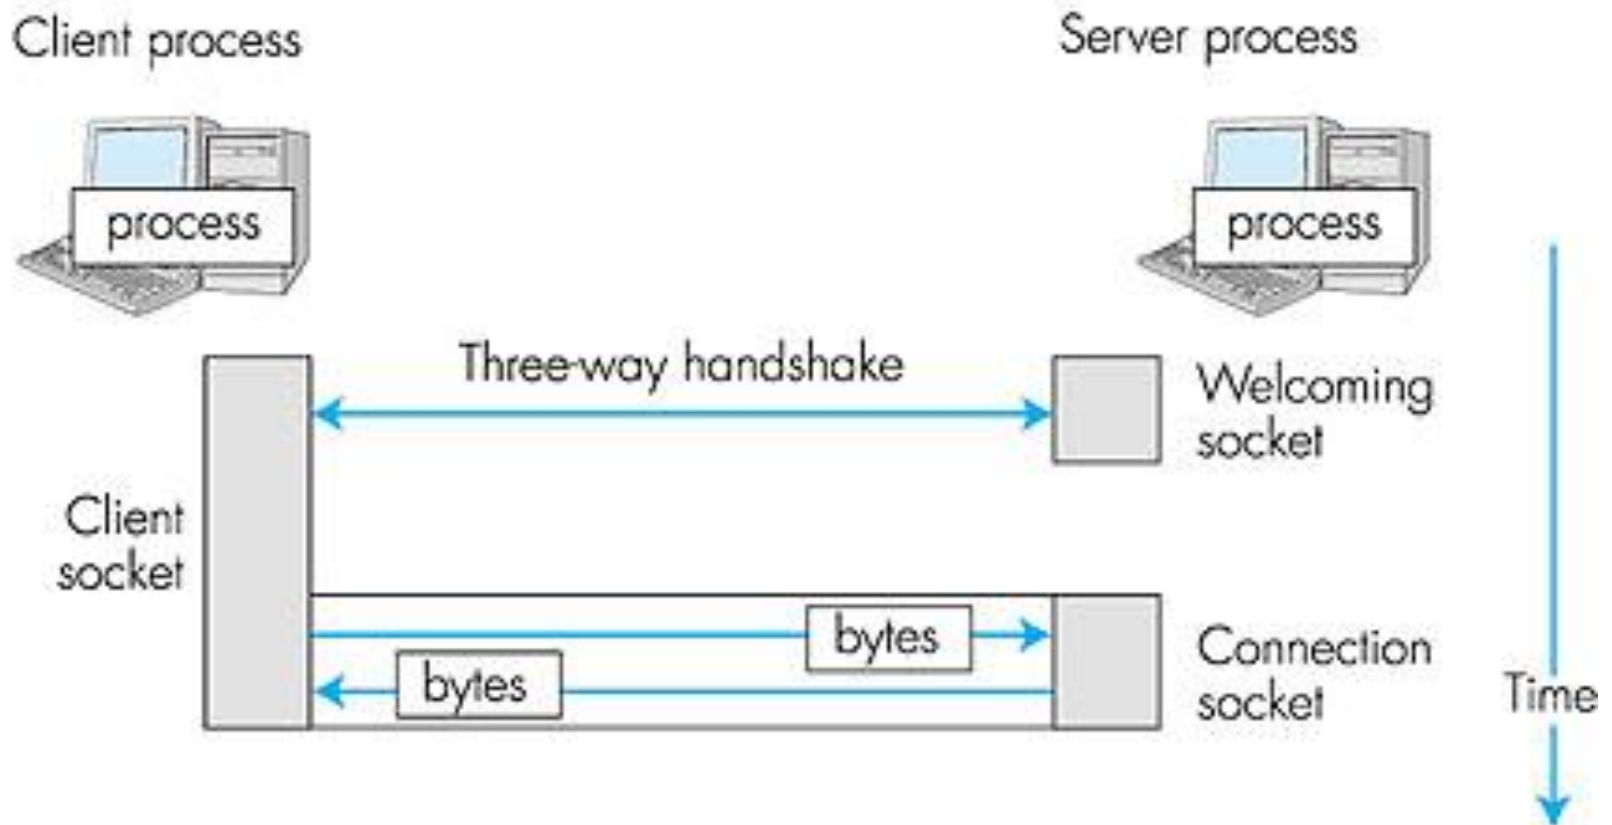 Client process
Server process
process
process
Three-way handshake
Welcoming
socket
Client
socket
bytes
bytes
Connection
socket
Time